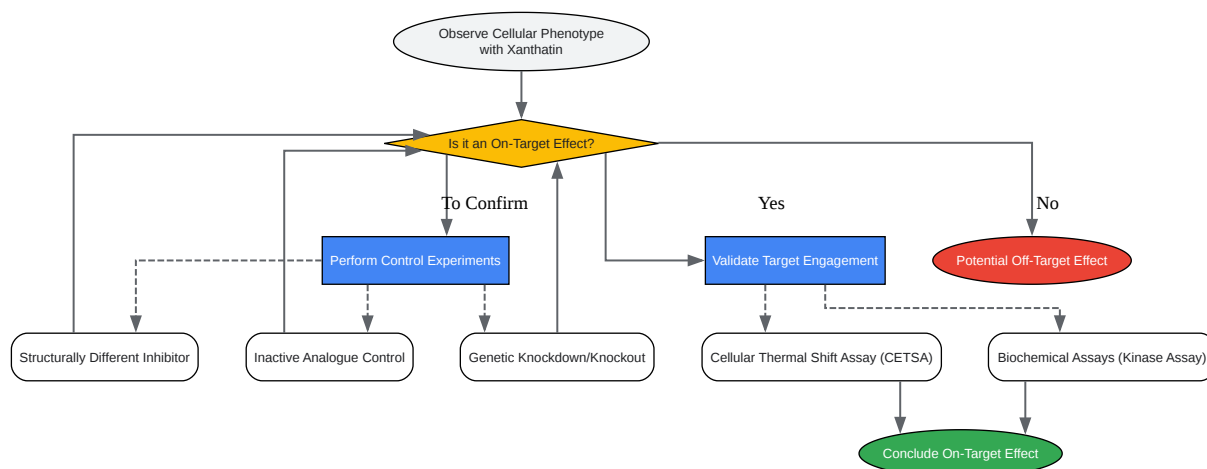 Observe Cellular Phenotype
with Xanthatin
Is it an On-Target Effect?
To Confirm
Yes
No
Perform Control Experiments
Validate Target Engagement
Potential Off-Target Effect
Structurally Different Inhibitor
Inactive Analogue Control
Genetic Knockdown/Knockout
Cellular Thermal Shift Assay (CETSA)
Biochemical Assays (Kinase Assay)
Conclude On-Target Effect